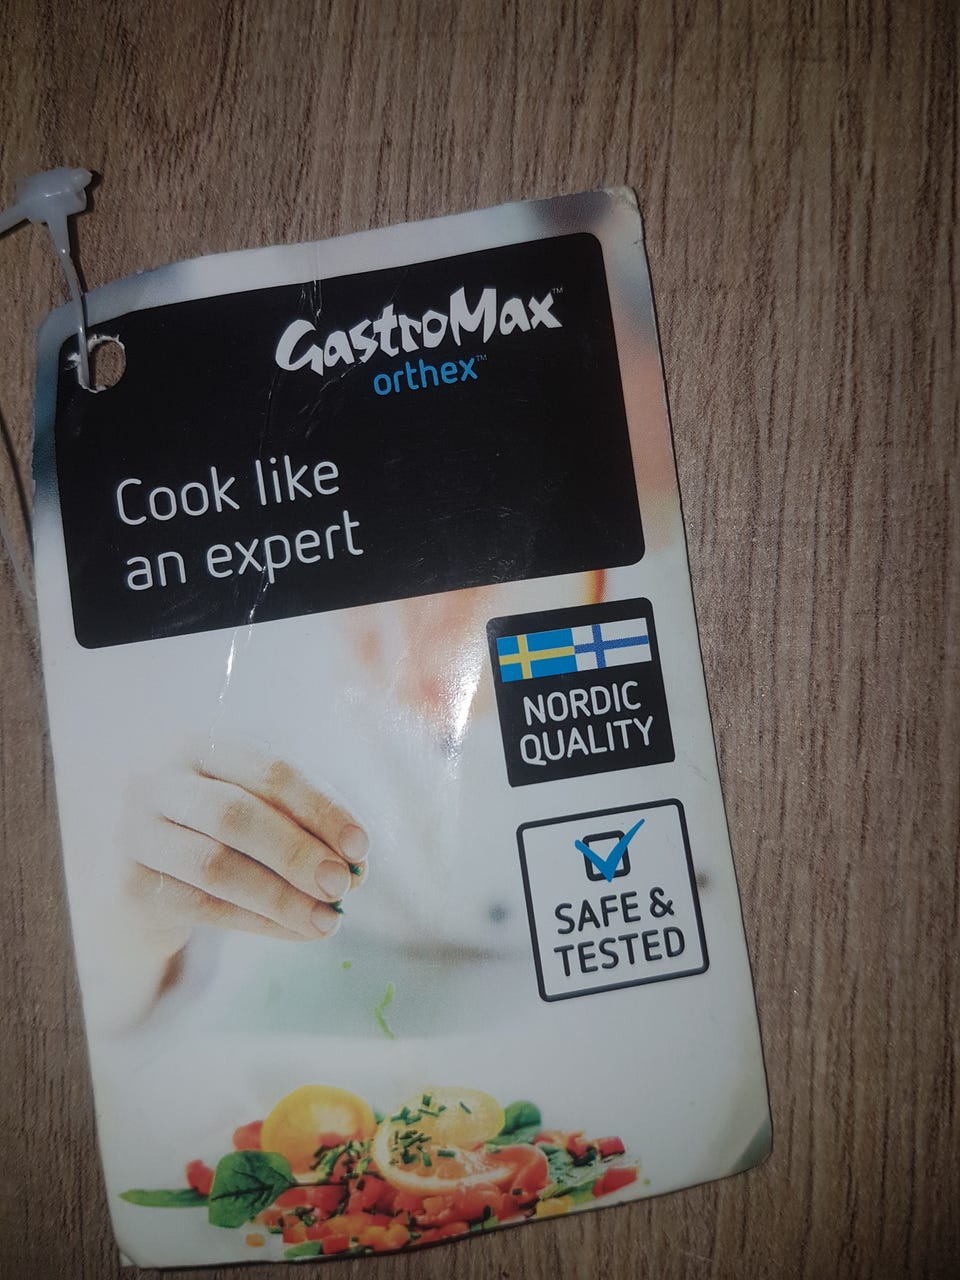 GastroMax™
orthex™
Cook like
an expert
NORDIC
QUALITY
SAFE &
TESTED